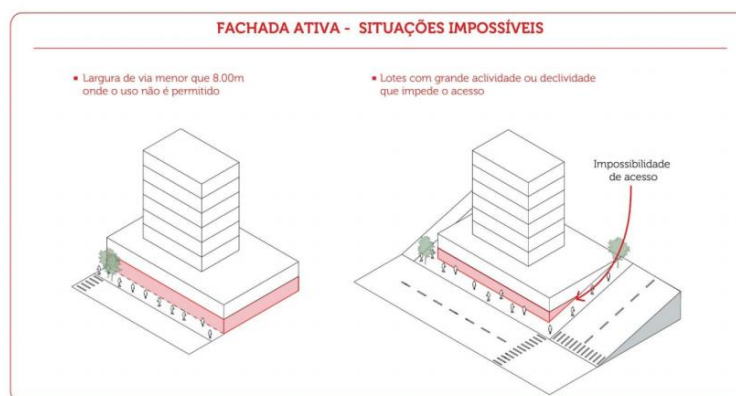 FACHADA ATIVA - SITUAÇÕES IMPOSSÍVEIS
▪ Largura de via menor que 8.00m
onde o uso não é permitido
▪ Lotes com grande aclividade ou declividade
que impede o acesso
Impossibilidade
de acesso